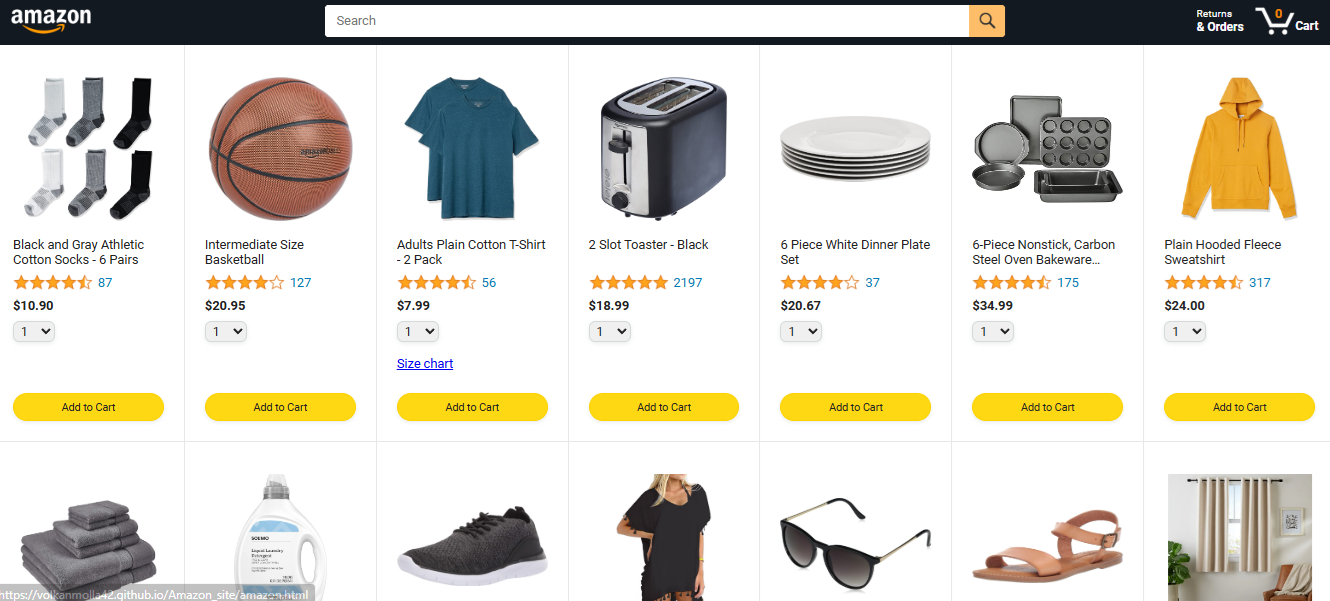 amazon
Search
Returns
& Orders
0
Cart
Black and Gray Athletic
Cotton Socks - 6 Pairs
87
$10.90
1
Intermediate Size
Basketball
127
$20.95
1
Adults Plain Cotton T-Shirt
- 2 Pack
56
$7.99
1
Size chart
2 Slot Toaster - Black
2197
$18.99
1
6 Piece White Dinner Plate
Set
37
$20.67
1
6-Piece Nonstick, Carbon
Steel Oven Bakeware...
175
$34.99
1
Plain Hooded Fleece
Sweatshirt
317
$24.00
1
Add to Cart
Add to Cart
Add to Cart
Add to Cart
Add to Cart
Add to Cart
Add to Cart
SOLIMO
Liquid Laundry
Detergent
https://volkanmolla42.github.io/Amazon_site/amazon.html